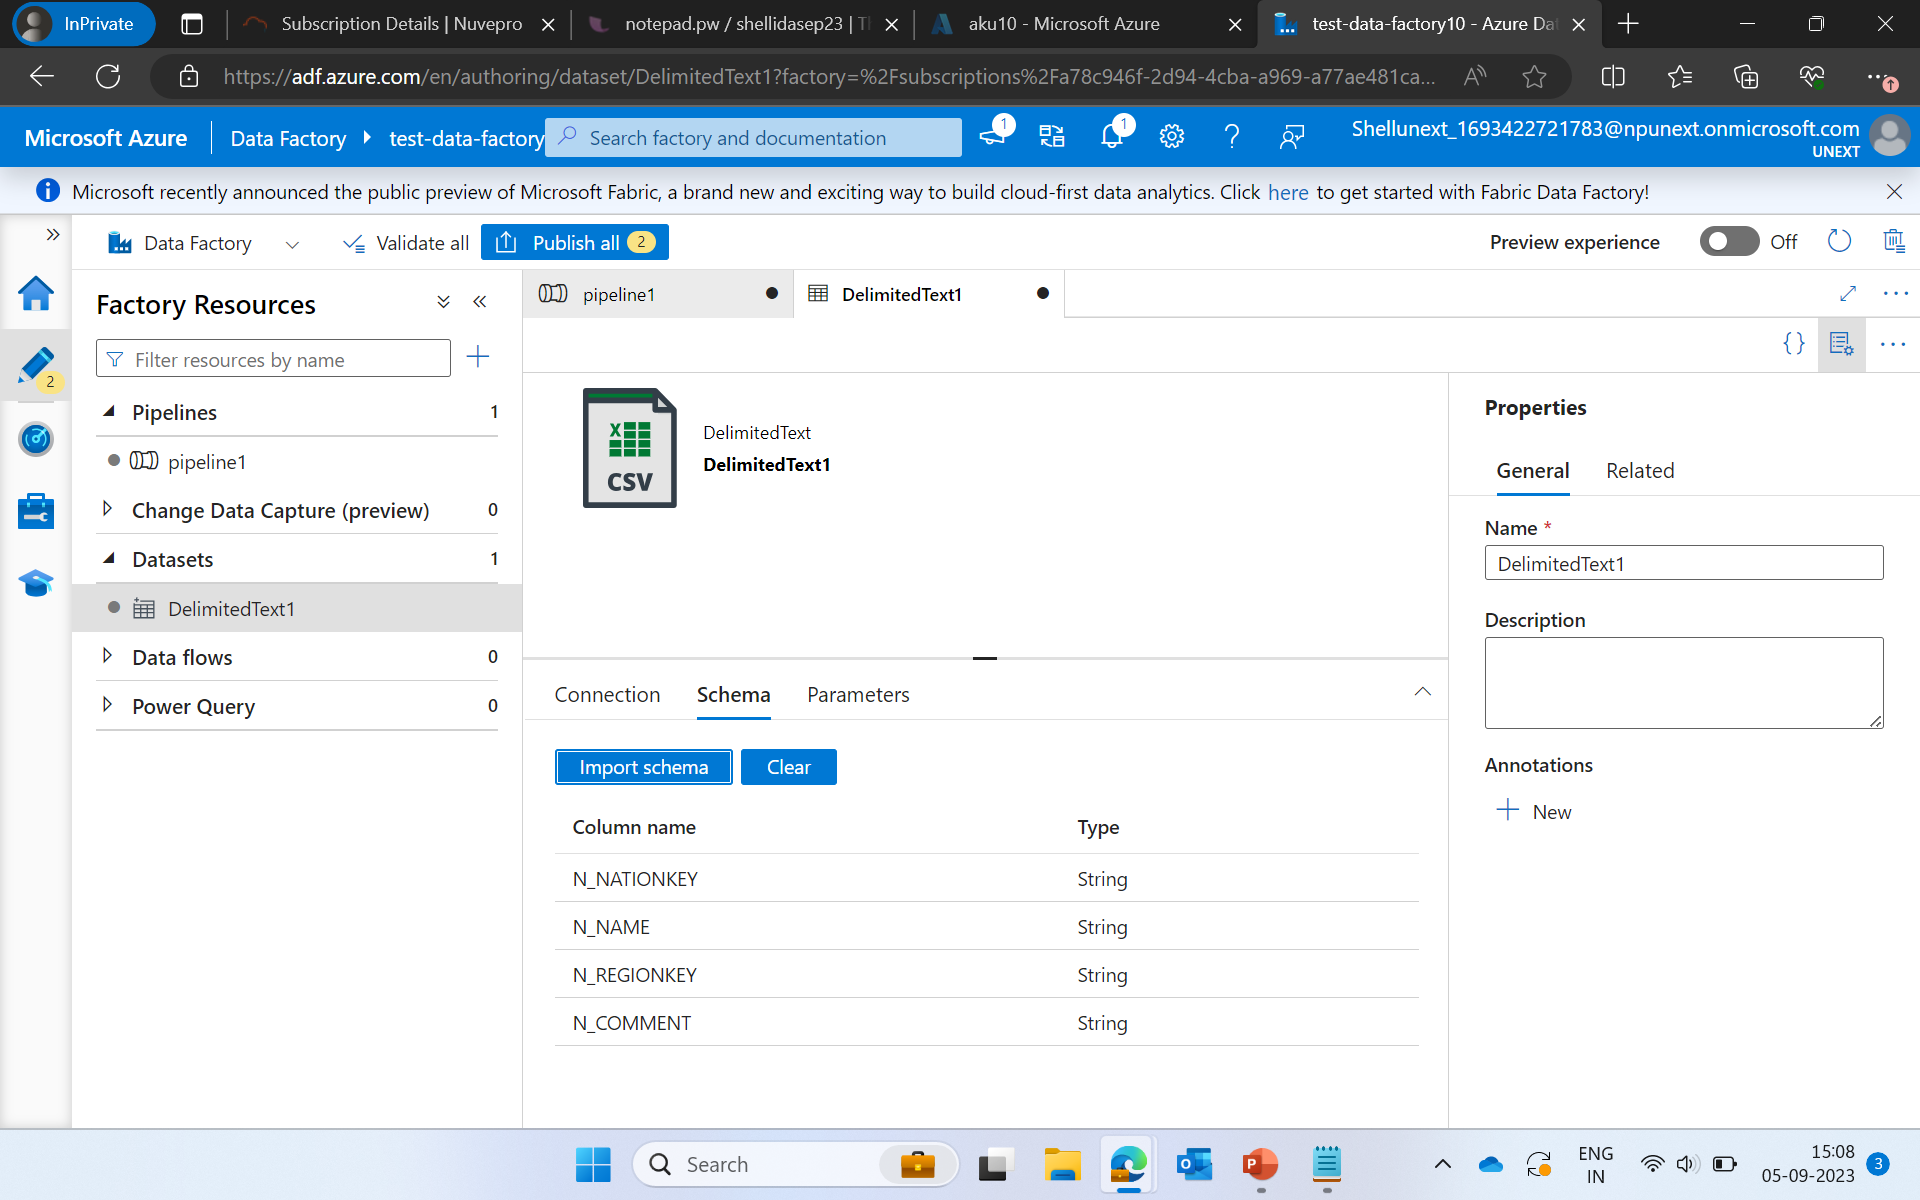 InPrivate
Subscription Details | Nuvepro
notepad.pw / shellidasep23 | Tl
aku10 - Microsoft Azure
test-data-factory10 - Azure Dat
https://adf.azure.com/en/authoring/dataset/DelimitedText1?factory=%2Fsubscriptions%2Fa78c946f-2d94-4cba-a969-a77ae481ca...
Microsoft Azure
Data Factory
test-data-factory
Search factory and documentation
1
1
Shellunext_1693422721783@npunext.onmicrosoft.com
UNEXT
Microsoft recently announced the public preview of Microsoft Fabric, a brand new and exciting way to build cloud-first data analytics. Click here to get started with Fabric Data Factory!
Data Factory
Validate all
Publish all 2
Preview experience
Off
Factory Resources
Filter resources by name
2
Pipelines 1
pipeline1
Change Data Capture (preview) 0
Datasets 1
DelimitedText1
Data flows 0
Power Query 0
pipeline1
DelimitedText1
{}
CSV
DelimitedText
DelimitedText1
Connection Schema Parameters
Import schema Clear
Column name Type
N_NATIONKEY String
N_NAME String
N_REGIONKEY String
N_COMMENT String
Properties
General Related
Name *
DelimitedText1
Description
Annotations
New
Search
ENG
IN
15:08
05-09-2023
3